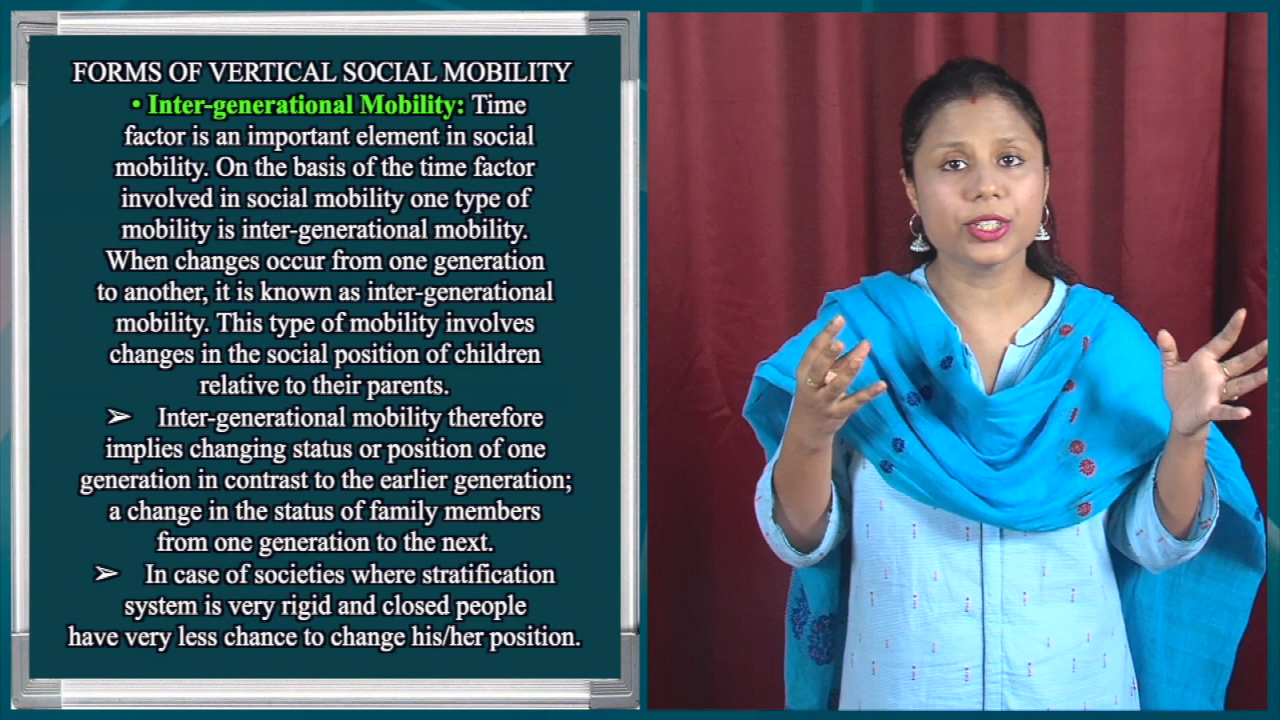 FORMS OF VERTICAL SOCIAL MOBILITY
• Inter-generational Mobility: Time
factor is an important element in social
mobility. On the basis of the time factor
involved in social mobility one type of
mobility is inter-generational mobility.
When changes occur from one generation
to another, it is known as inter-generational
mobility. This type of mobility involves
changes in the social position of children
relative to their parents.
➢ Inter-generational mobility therefore
implies changing status or position of one
generation in contrast to the earlier generation;
a change in the status of family members
from one generation to the next.
➢ In case of societies where stratification
system is very rigid and closed people
have very less chance to change his/her position.